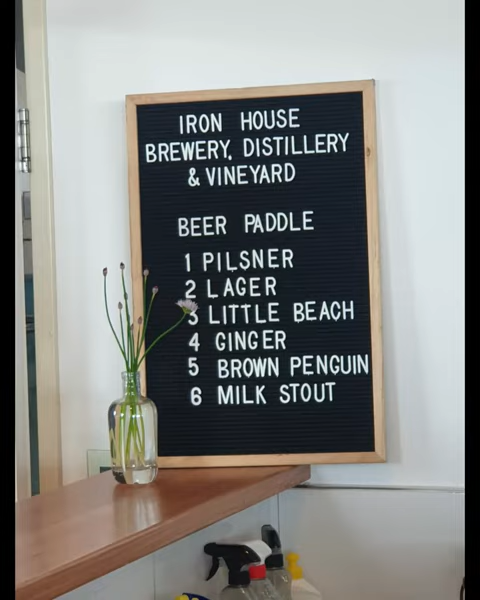 IRON HOUSE
BREWERY, DISTILLERY
& VINEYARD
BEER PADDLE
1 PILSNER
2 LAGER
3 LITTLE BEACH
4 GINGER
5 BROWN PENGUIN
6 MILK STOUT